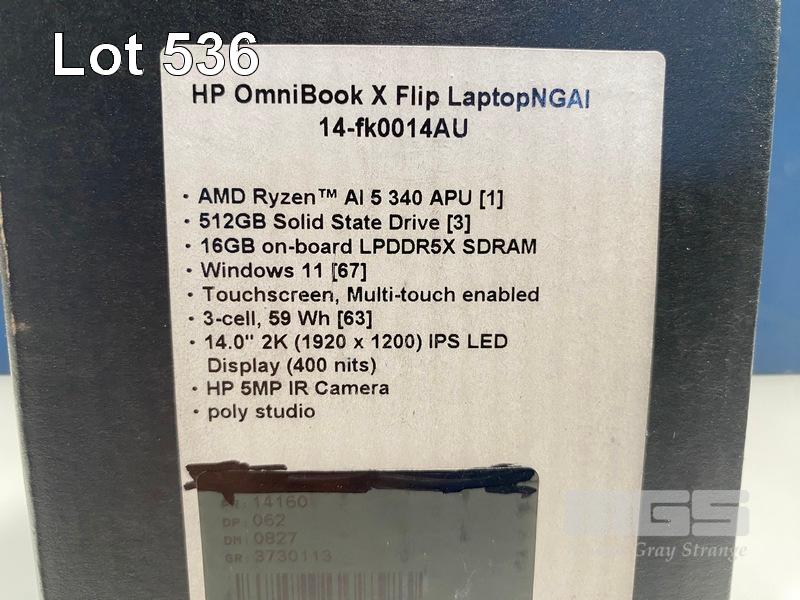 Lot 536
HP OmniBook X Flip LaptopNGAI
14-fk0014AU
· AMD Ryzen™ AI 5 340 APU [1]
· 512GB Solid State Drive [3]
· 16GB on-board LPDDR5X SDRAM
· Windows 11 [67]
· Touchscreen, Multi-touch enabled
· 3-cell, 59 Wh [63]
· 14.0" 2K (1920 x 1200) IPS LED
Display (400 nits)
· HP 5MP IR Camera
· poly studio
: 14160
DP: 062
DM: 0827
GR: 3730113
Gray Strange